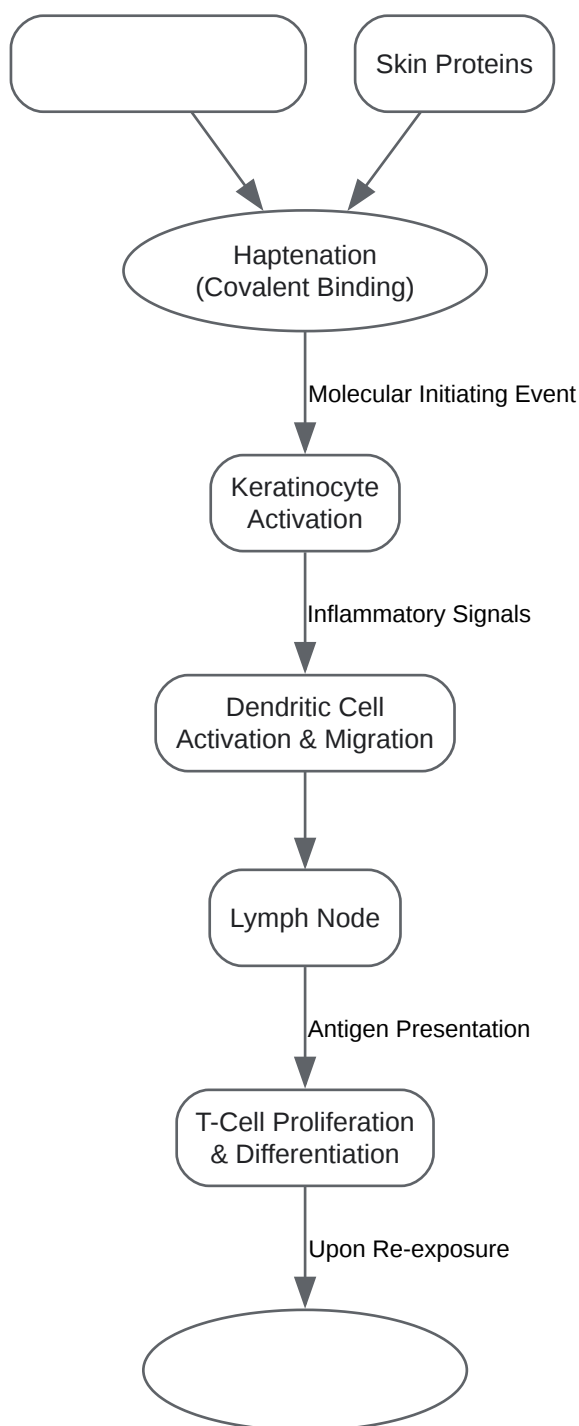 Skin Proteins
Haptenation
(Covalent Binding)
Molecular Initiating Event
Keratinocyte
Activation
Inflammatory Signals
Dendritic Cell
Activation & Migration
Lymph Node
Antigen Presentation
T-Cell Proliferation
& Differentiation
Upon Re-exposure